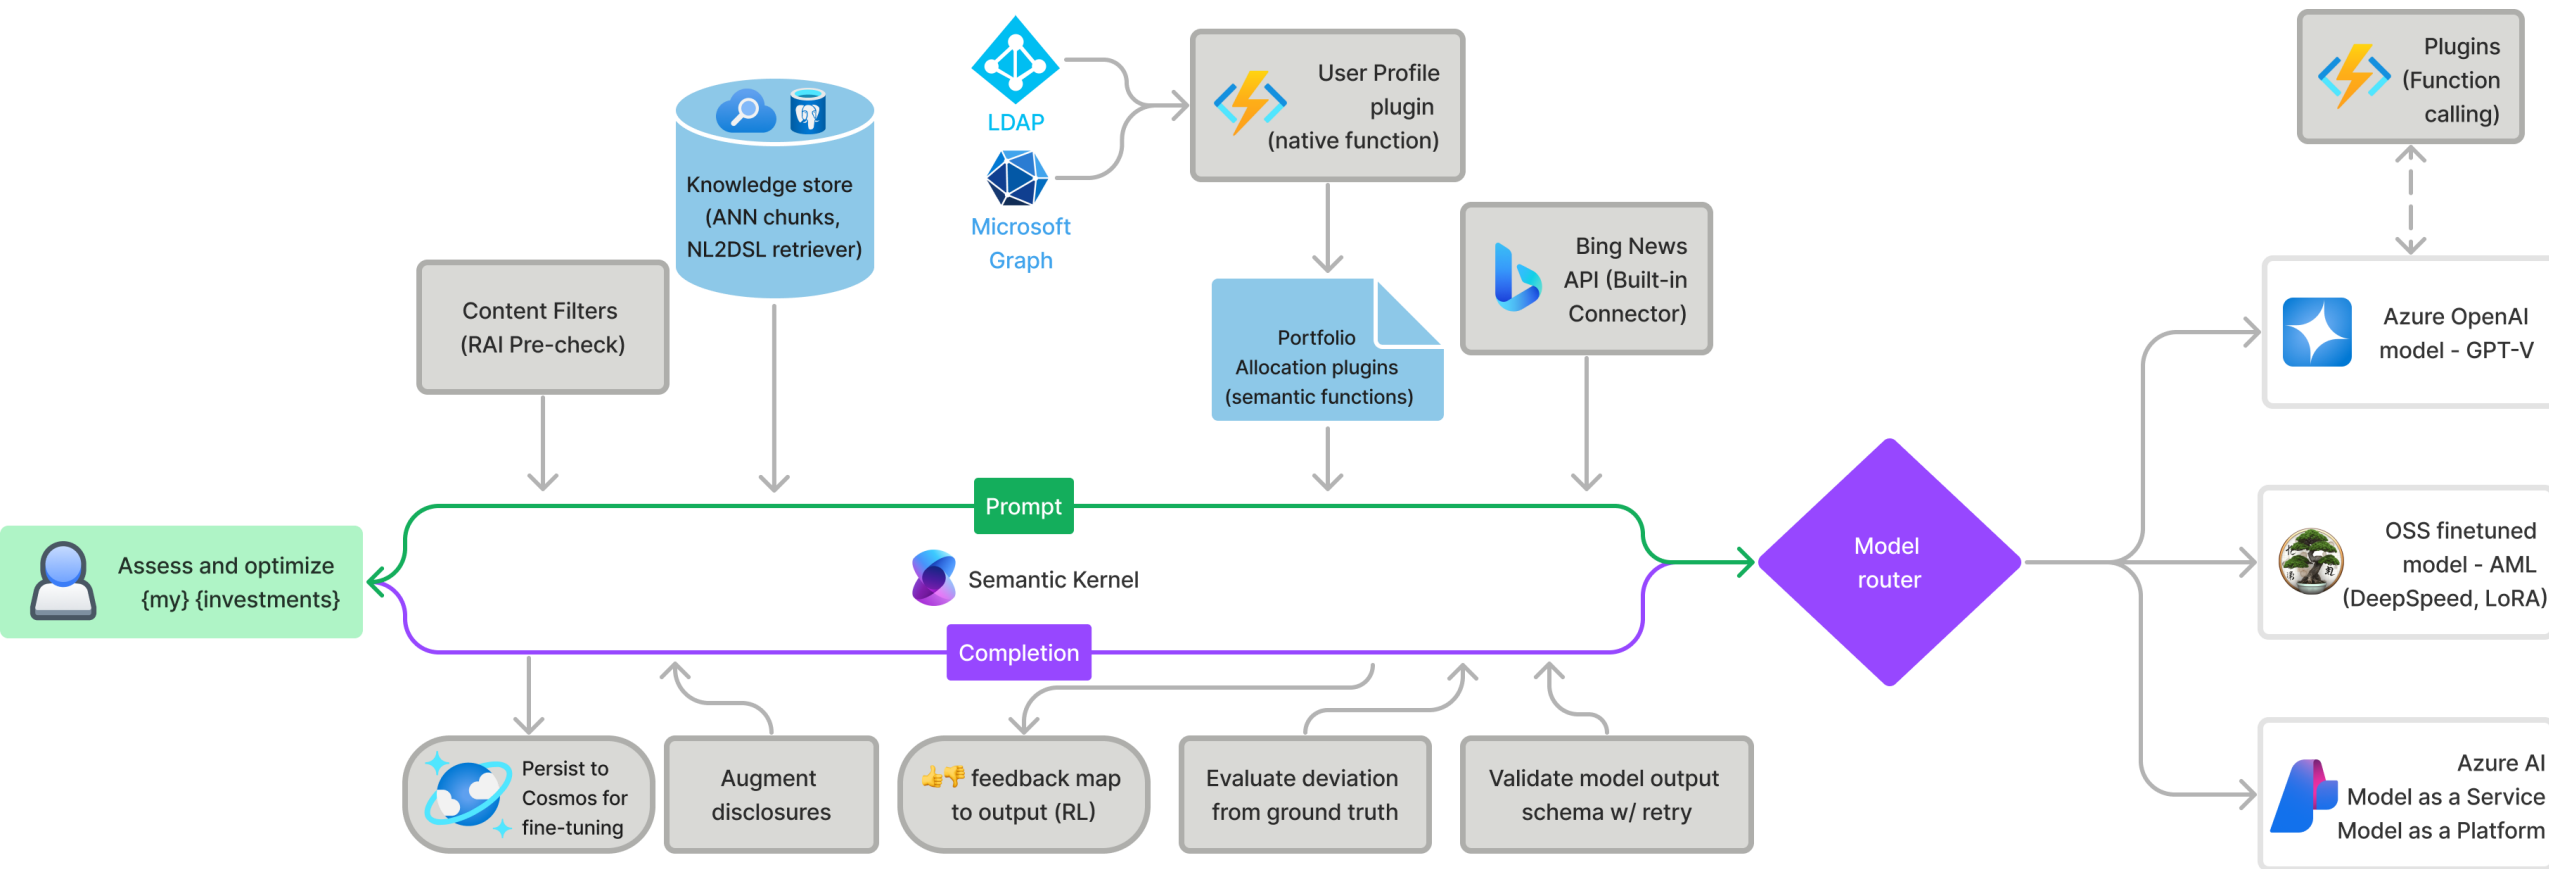 LDAP
Microsoft
Graph
User Profile
plugin
(native function)
Plugins
(Function
calling)
Knowledge store
(ANN chunks,
NL2DSL retriever)
Content Filters
(RAI Pre-check)
Portfolio
Allocation plugins
(semantic functions)
Bing News
API (Built-in
Connector)
Azure OpenAI
model - GPT-V
Prompt
Assess and optimize
{my} {investments}
Semantic Kernel
Model
router
OSS finetuned
model - AML
(DeepSpeed, LoRA)
Completion
Persist to
Cosmos for
fine-tuning
Augment
disclosures
👍👎 feedback map
to output (RL)
Evaluate deviation
from ground truth
Validate model output
schema w/ retry
Azure AI
Model as a Service
Model as a Platform